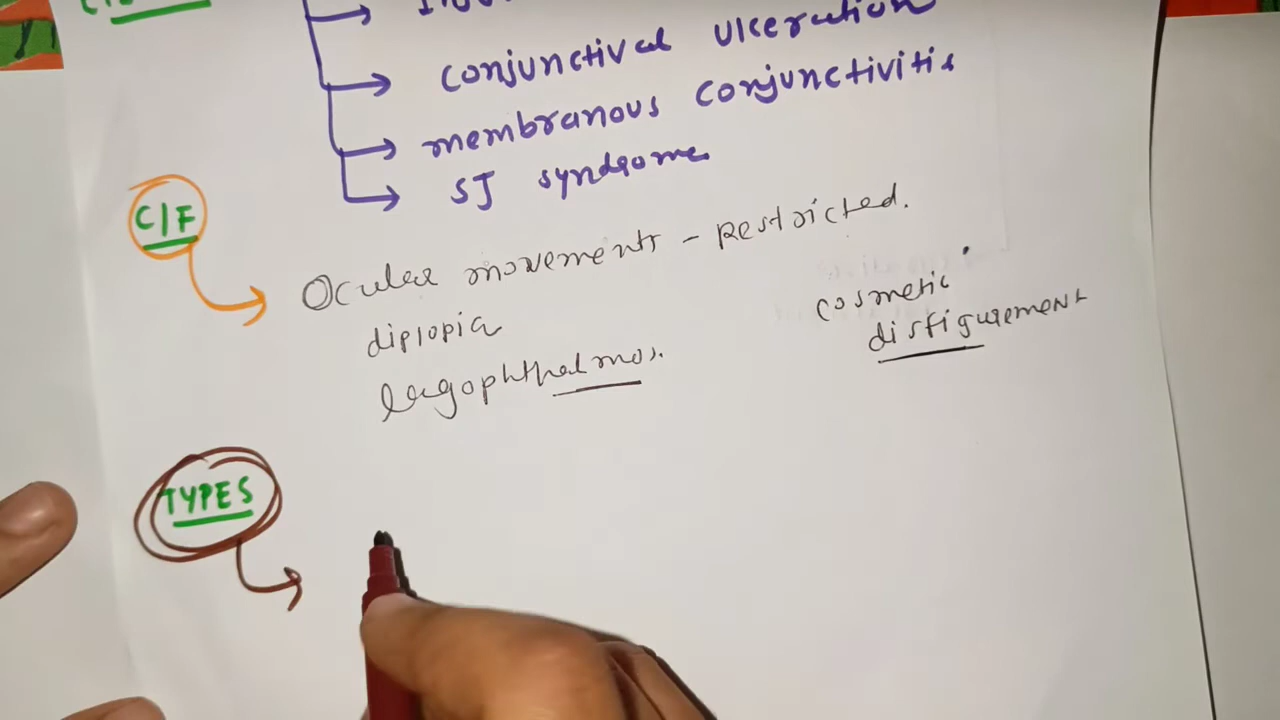 conjunctival ulceration
membranous conjunctivitis
SJ syndrome
C/F
Ocular movements - restricted.
diplopia
lagophthalmos.
cosmetic
disfigurement
TYPES